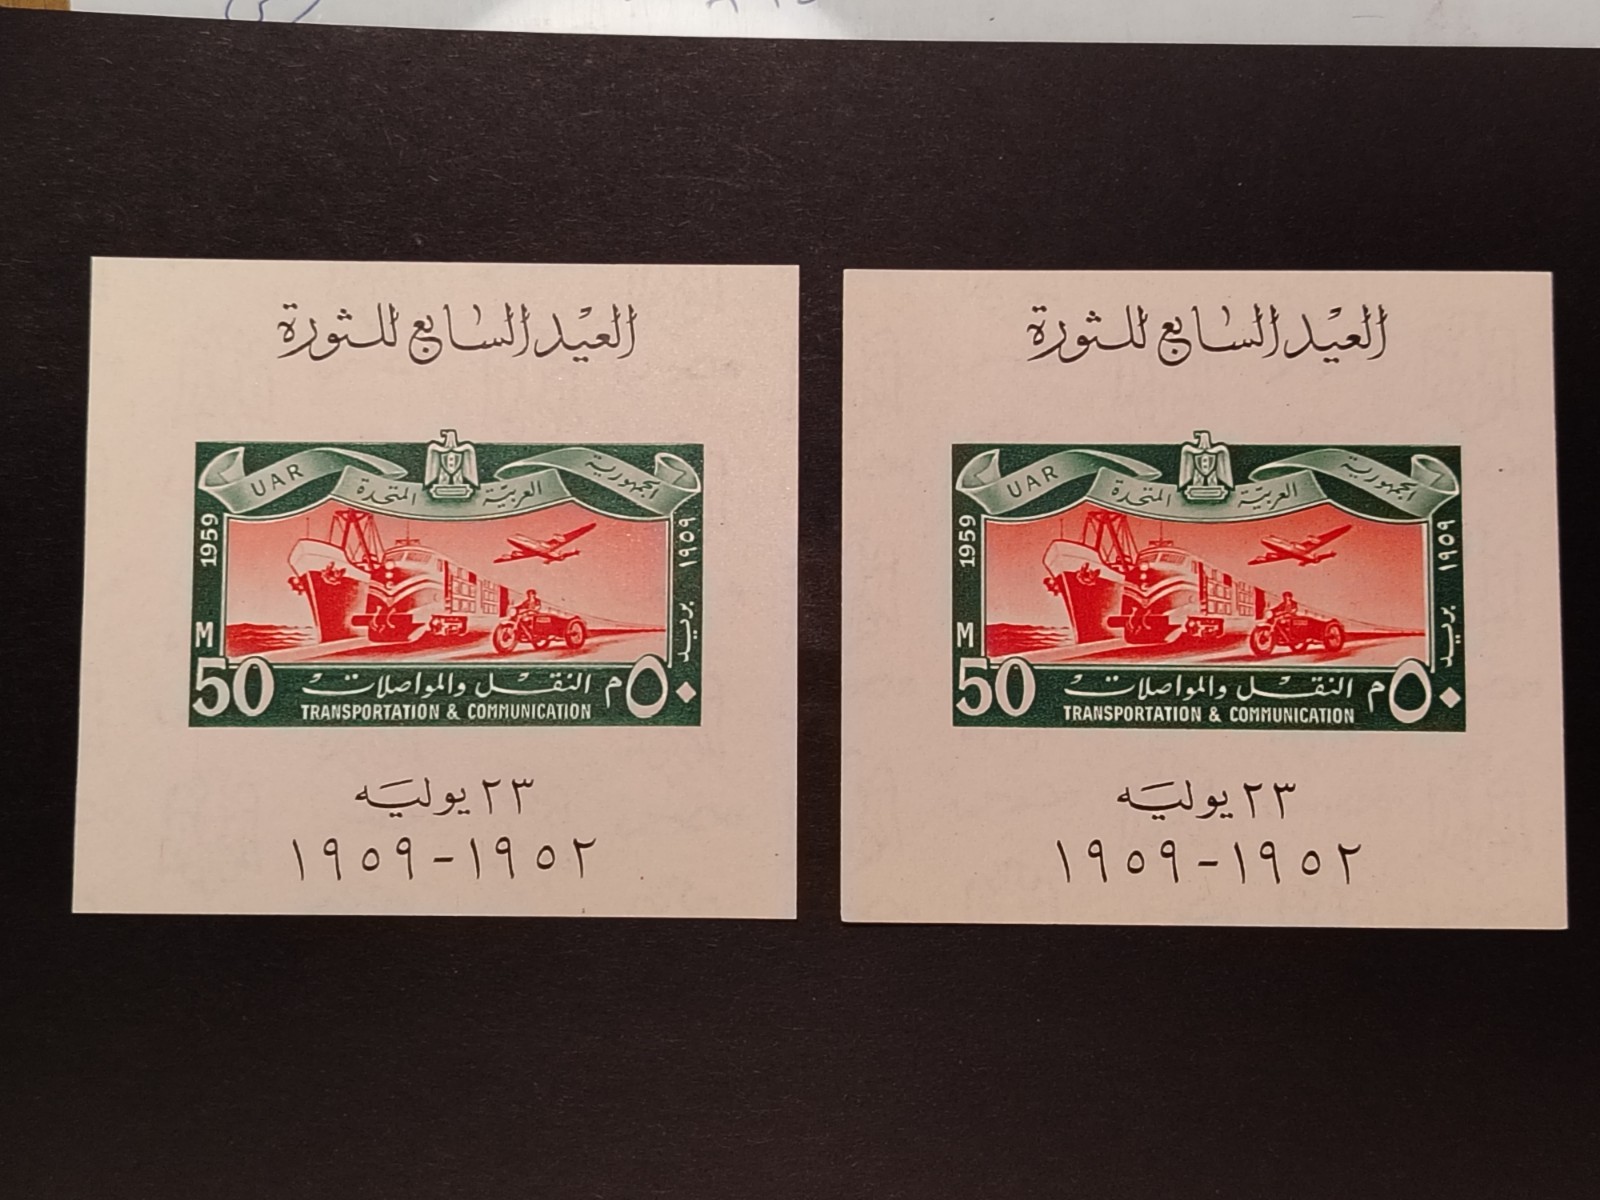 العيد السابع للثورة
UAR
الجمهورية العربية المتحدة
1959
١٩٥٩
بريد
M
50
٥٠ م
النقل والمواصلات
TRANSPORTATION & COMMUNICATION
٢٣ يوليه
١٩٥٢ - ١٩٥٩
العيد السابع للثورة
UAR
الجمهورية العربية المتحدة
1959
١٩٥٩
بريد
M
50
٥٠ م
النقل والمواصلات
TRANSPORTATION & COMMUNICATION
٢٣ يوليه
١٩٥٢ - ١٩٥٩